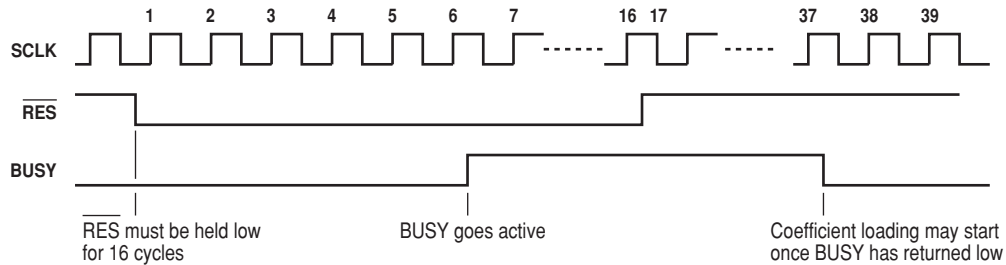 1 2 3 4 5 6 7 16 17 37 38 39
SCLK
RES
BUSY
RES must be held low
for 16 cycles
BUSY goes active
Coefficient loading may start
once BUSY has returned low